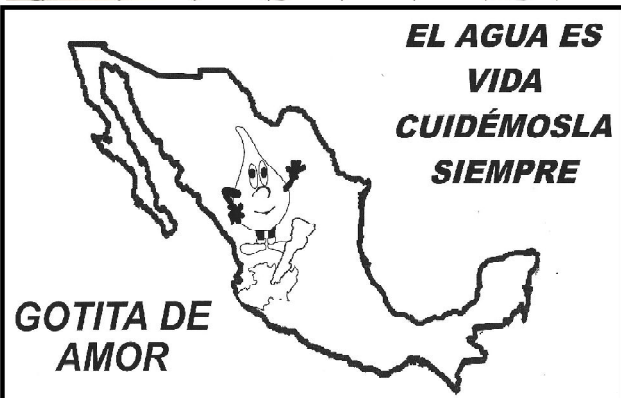 EL AGUA ES
VIDA
CUIDÉMOSLA
SIEMPRE
GOTITA DE
AMOR